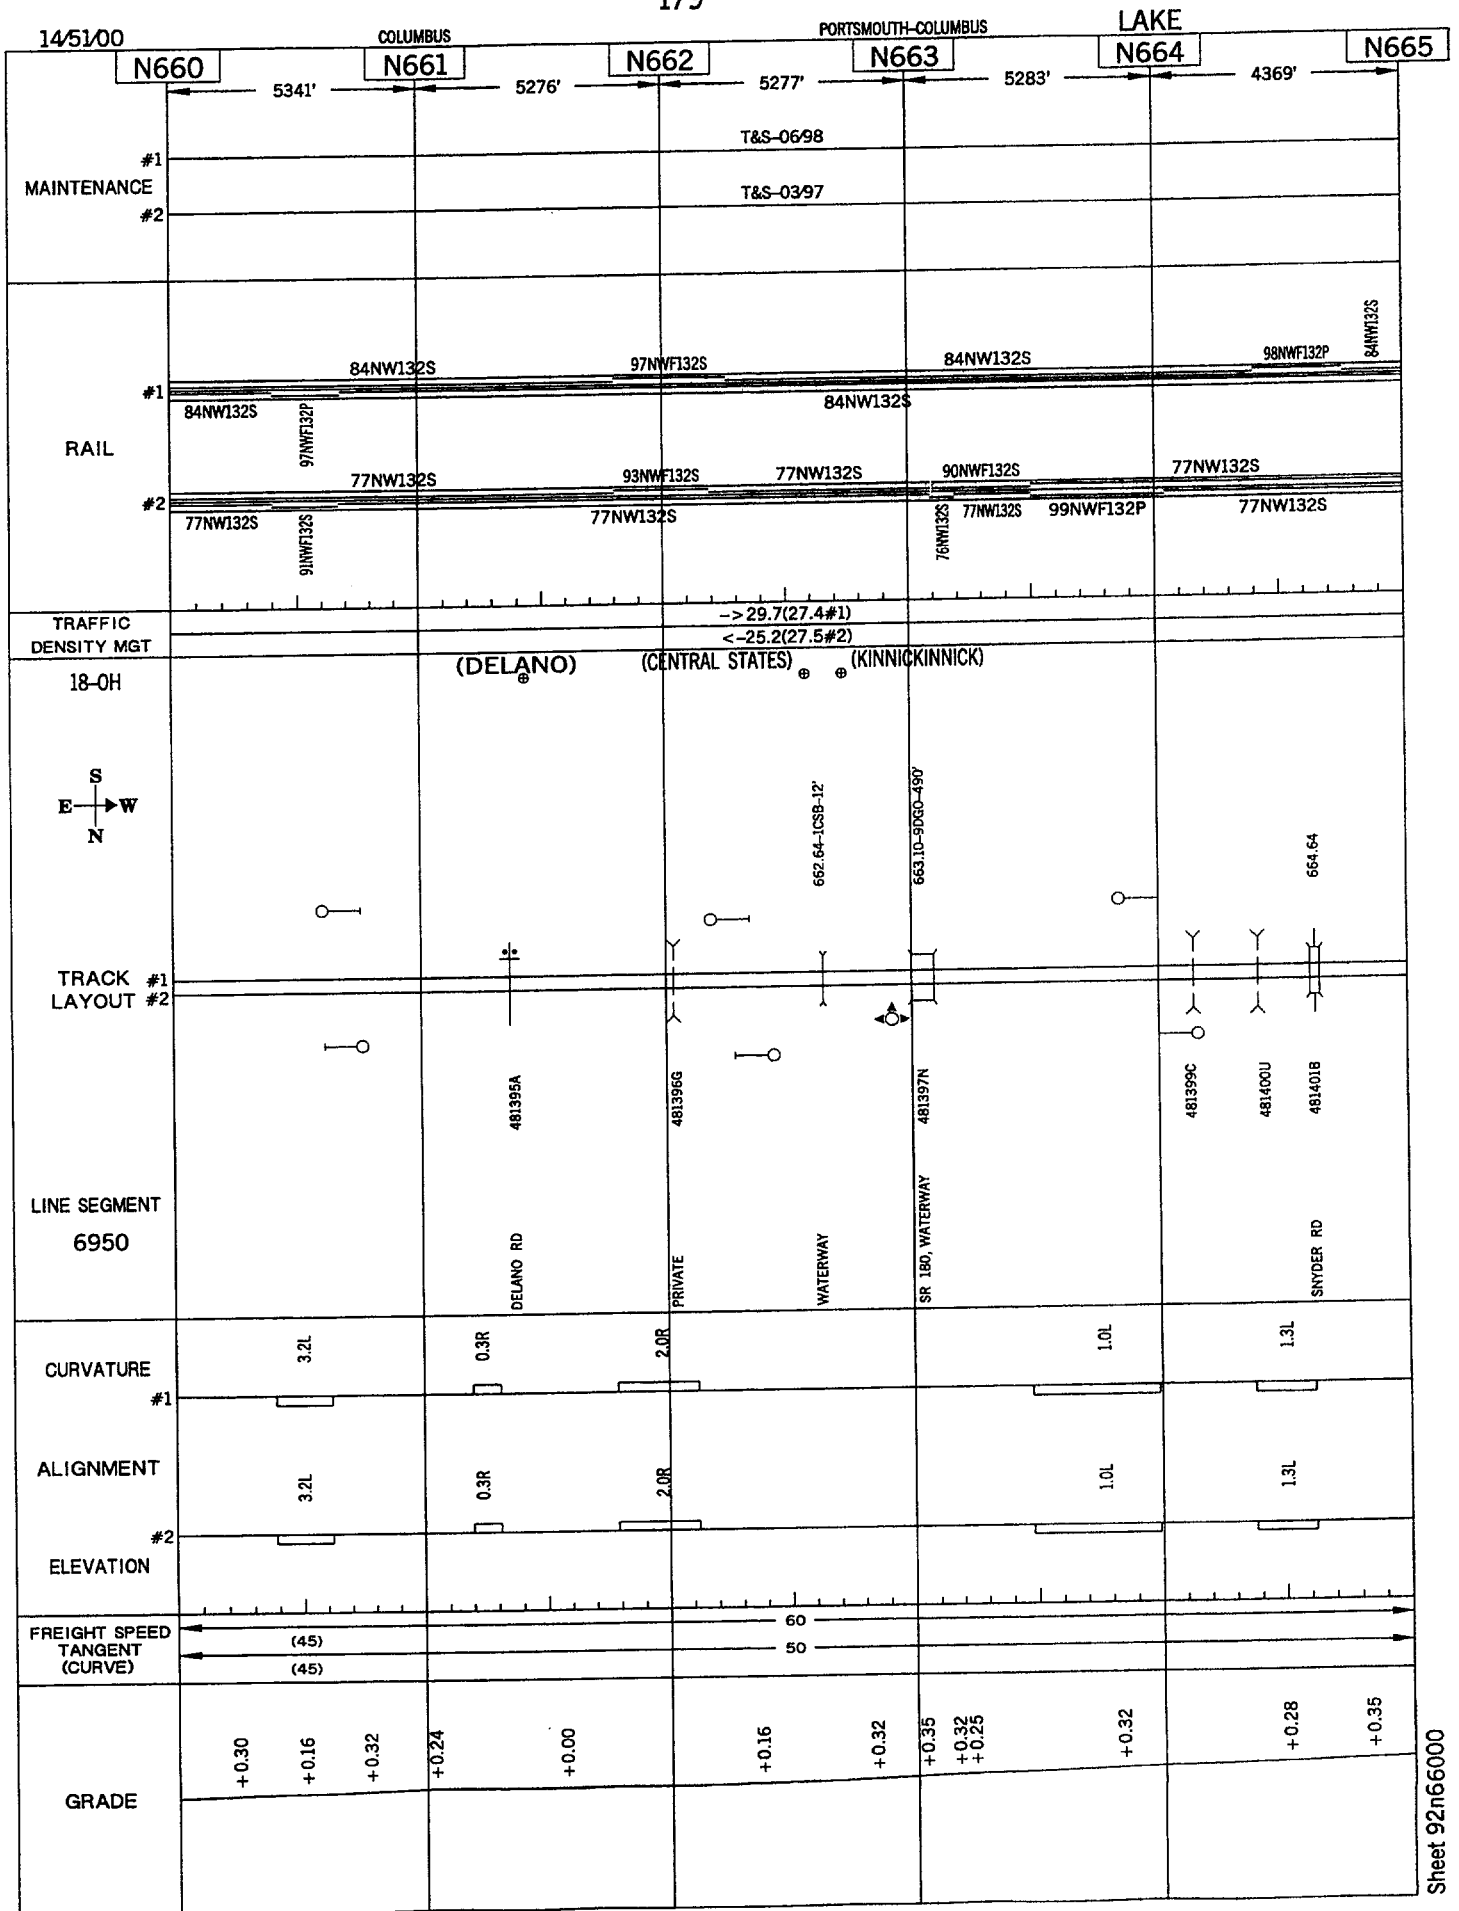 179
14/51/00 COLUMBUS PORTSMOUTH-COLUMBUS LAKE
N660 N661 N662 N663 N664 N665
5341' 5276' 5277' 5283' 4369'
T&S-06/98
#1
MAINTENANCE
T&S-03/97
#2
84NW132S 97NWF132S 84NW132S 98NWF132P 84NW132S
#1
84NW132S 97NWF132P 84NW132S
RAIL
77NW132S 93NWF132S 77NW132S 90NWF132S 77NW132S
#2
77NW132S 91NWF132S 77NW132S 76NW132S 77NW132S 99NWF132P 77NW132S
TRAFFIC
DENSITY MGT
->29.7(27.4#1)
<-25.2(27.5#2)
18-OH
(DELANO) (CENTRAL STATES) (KINNICKINNICK)
S
E W
N
662.64-1CSB-12' 663.10-9DGO-490' 664.64
TRACK #1
LAYOUT #2
481395A 481396G 481397N 481399C 481400U 481401B
LINE SEGMENT
6950
DELANO RD PRIVATE WATERWAY SR 180, WATERWAY SNYDER RD
CURVATURE
3.2L 0.3R 2.0R 1.0L 1.3L
#1
ALIGNMENT
3.2L 0.3R 2.0R 1.0L 1.3L
#2
ELEVATION
FREIGHT SPEED
TANGENT
(CURVE)
60
(45)
50
(45)
GRADE
+0.30 +0.16 +0.32 +0.24 +0.00 +0.16 +0.32 +0.35 +0.32 +0.25 +0.32 +0.28 +0.35
Sheet 92n66000